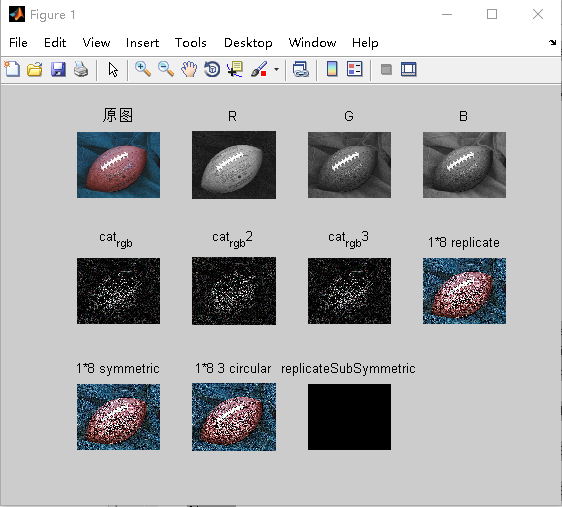 Figure 1
File Edit View Insert Tools Desktop Window Help
原图 R G B
cat_rgb cat_rgb2 cat_rgb3 1*8 replicate
1*8 symmetric 1*8 3 circular replicateSubSymmetric